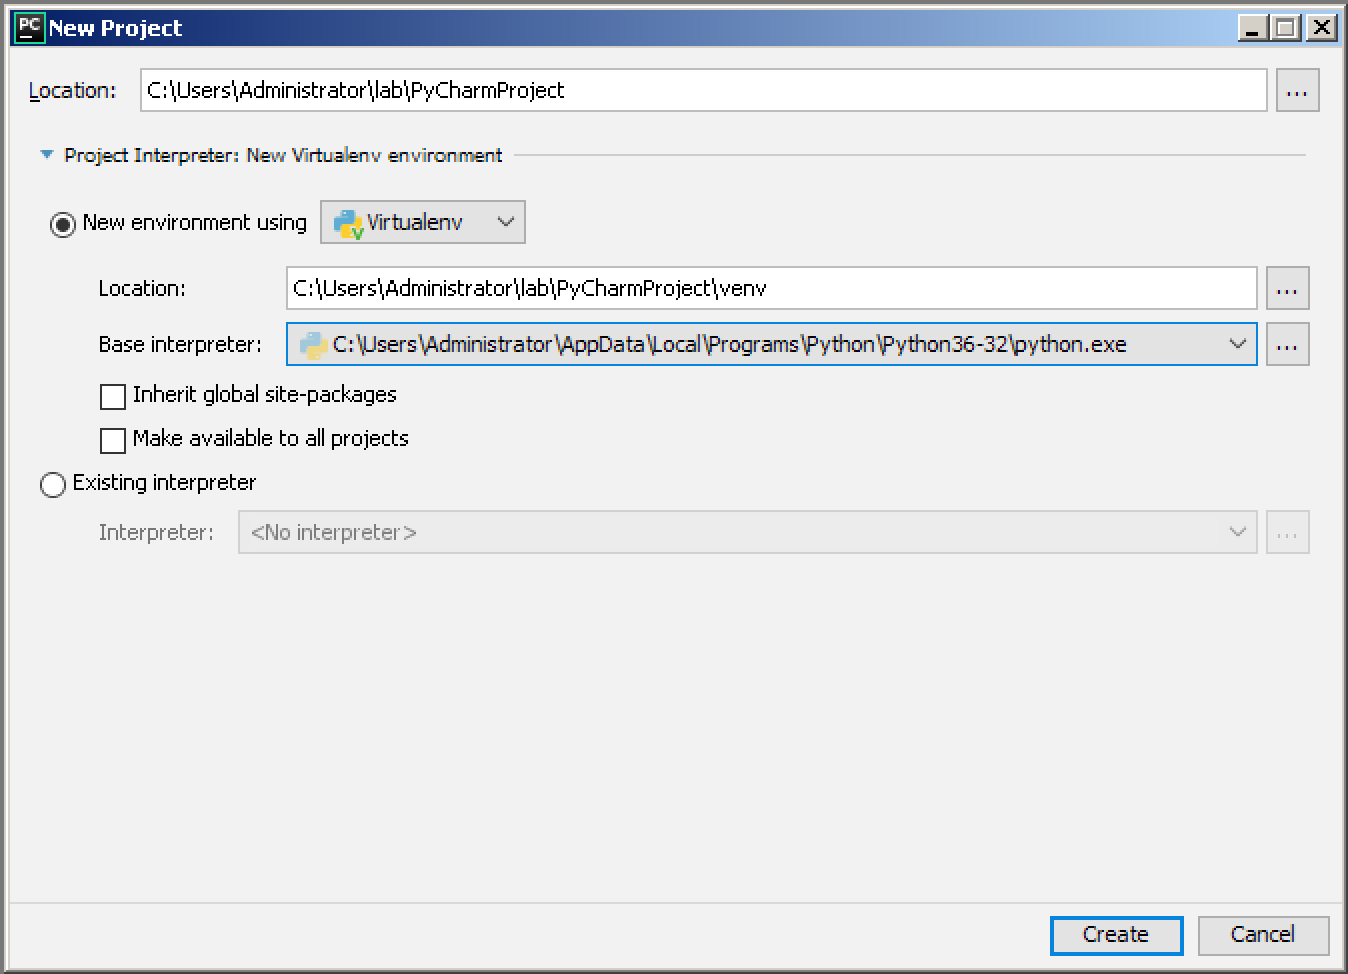 PC New Project
Location: C:\Users\Administrator\lab\PyCharmProject ...
Project Interpreter: New Virtualenv environment
New environment using Virtualenv
Location: C:\Users\Administrator\lab\PyCharmProject\venv ...
Base interpreter: C:\Users\Administrator\AppData\Local\Programs\Python\Python36-32\python.exe ...
Inherit global site-packages
Make available to all projects
Existing interpreter
Interpreter: <No interpreter> ...
Create Cancel